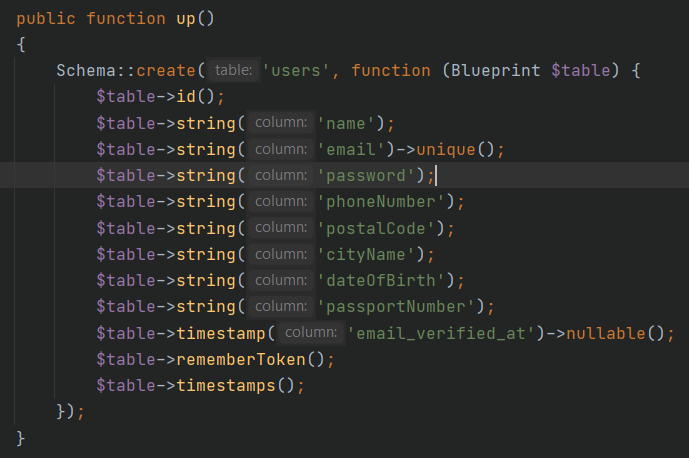 public function up()
{
Schema::create( table: 'users', function (Blueprint $table) {
$table->id();
$table->string( column: 'name');
$table->string( column: 'email')->unique();
$table->string( column: 'password');
$table->string( column: 'phoneNumber');
$table->string( column: 'postalCode');
$table->string( column: 'cityName');
$table->string( column: 'dateOfBirth');
$table->string( column: 'passportNumber');
$table->timestamp( column: 'email_verified_at')->nullable();
$table->rememberToken();
$table->timestamps();
});
}